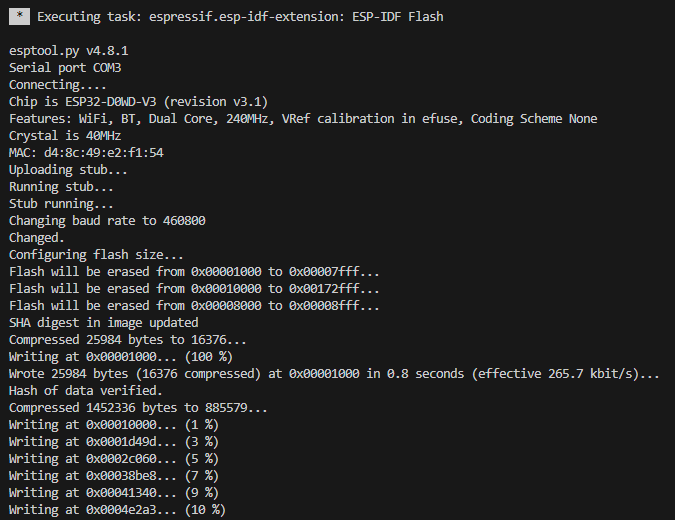 * Executing task: espressif.esp-idf-extension: ESP-IDF Flash
esptool.py v4.8.1
Serial port COM3
Connecting....
Chip is ESP32-D0WD-V3 (revision v3.1)
Features: WiFi, BT, Dual Core, 240MHz, VRef calibration in efuse, Coding Scheme None
Crystal is 40MHz
MAC: d4:8c:49:e2:f1:54
Uploading stub...
Running stub...
Stub running...
Changing baud rate to 460800
Changed.
Configuring flash size...
Flash will be erased from 0x00001000 to 0x00007fff...
Flash will be erased from 0x00010000 to 0x00172fff...
Flash will be erased from 0x00008000 to 0x00008fff...
SHA digest in image updated
Compressed 25984 bytes to 16376...
Writing at 0x00001000... (100 %)
Wrote 25984 bytes (16376 compressed) at 0x00001000 in 0.8 seconds (effective 265.7 kbit/s)...
Hash of data verified.
Compressed 1452336 bytes to 885579...
Writing at 0x00010000... (1 %)
Writing at 0x0001d49d... (3 %)
Writing at 0x0002c060... (5 %)
Writing at 0x00038be8... (7 %)
Writing at 0x00041340... (9 %)
Writing at 0x0004e2a3... (10 %)